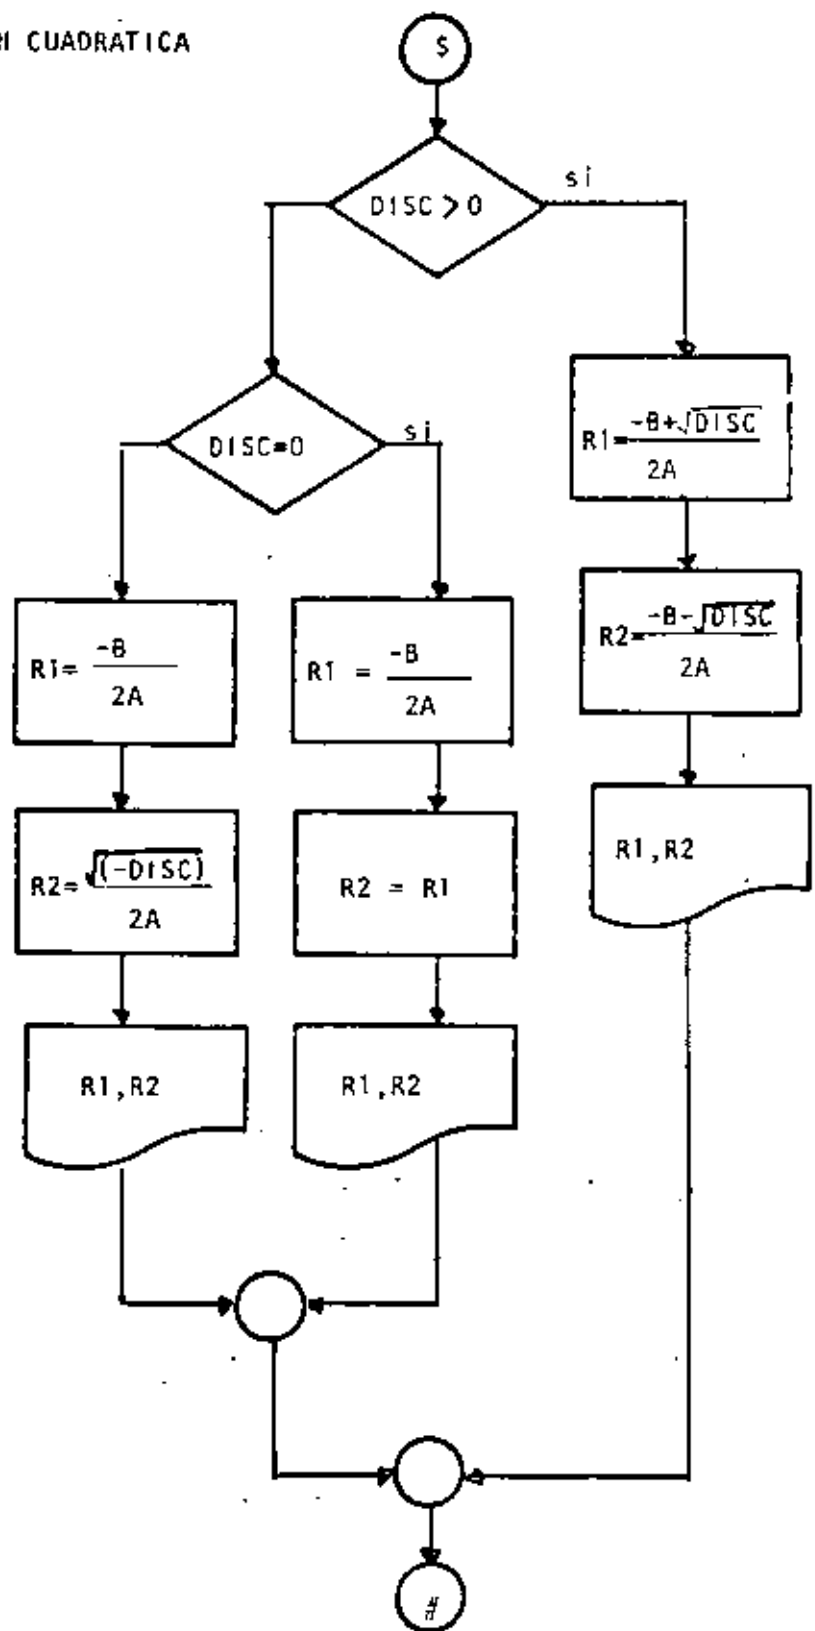 CUADRATICA
$
DISC > 0
si
DISC=0
si
R1=-B+√DISC
2A
R2=-B-√DISC
2A
R1,R2
R1= -B
2A
R2=√(-DISC)
2A
R1,R2
R1 = -B
2A
R2 = R1
R1,R2
#